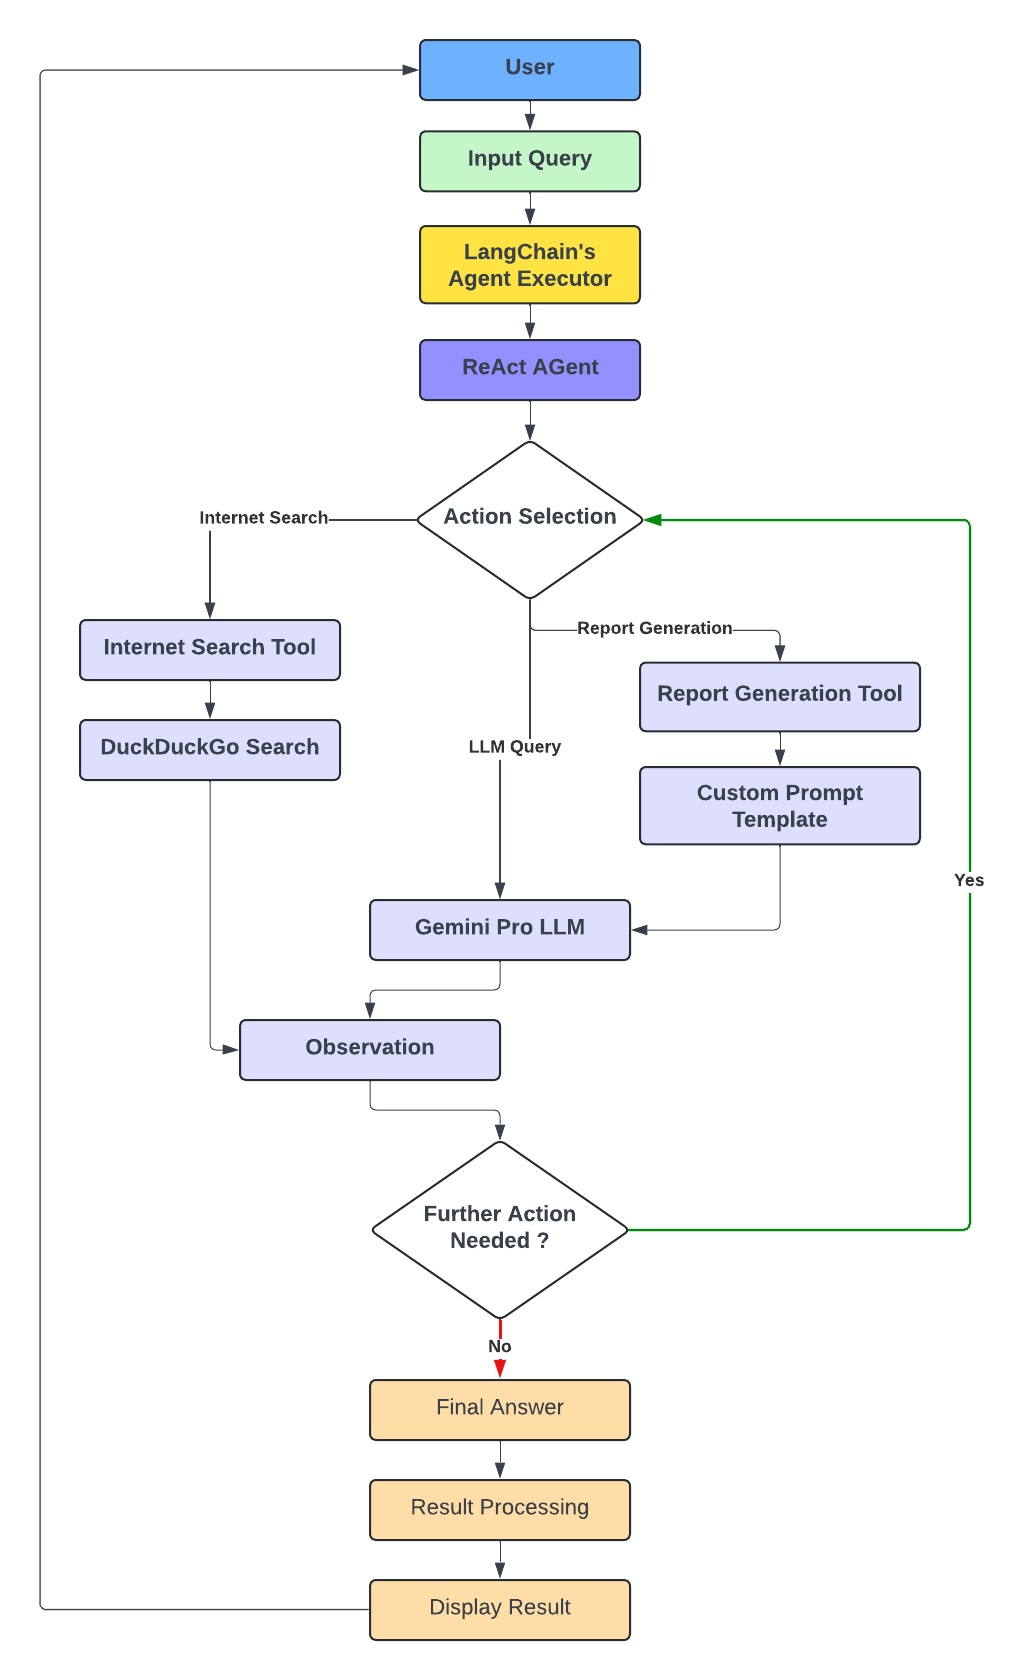 User
Input Query
LangChain's
Agent Executor
ReAct AGent
Action Selection
Internet Search
Report Generation
Internet Search Tool
Report Generation Tool
DuckDuckGo Search
LLM Query
Custom Prompt
Template
Yes
Gemini Pro LLM
Observation
Further Action
Needed ?
No
Final Answer
Result Processing
Display Result